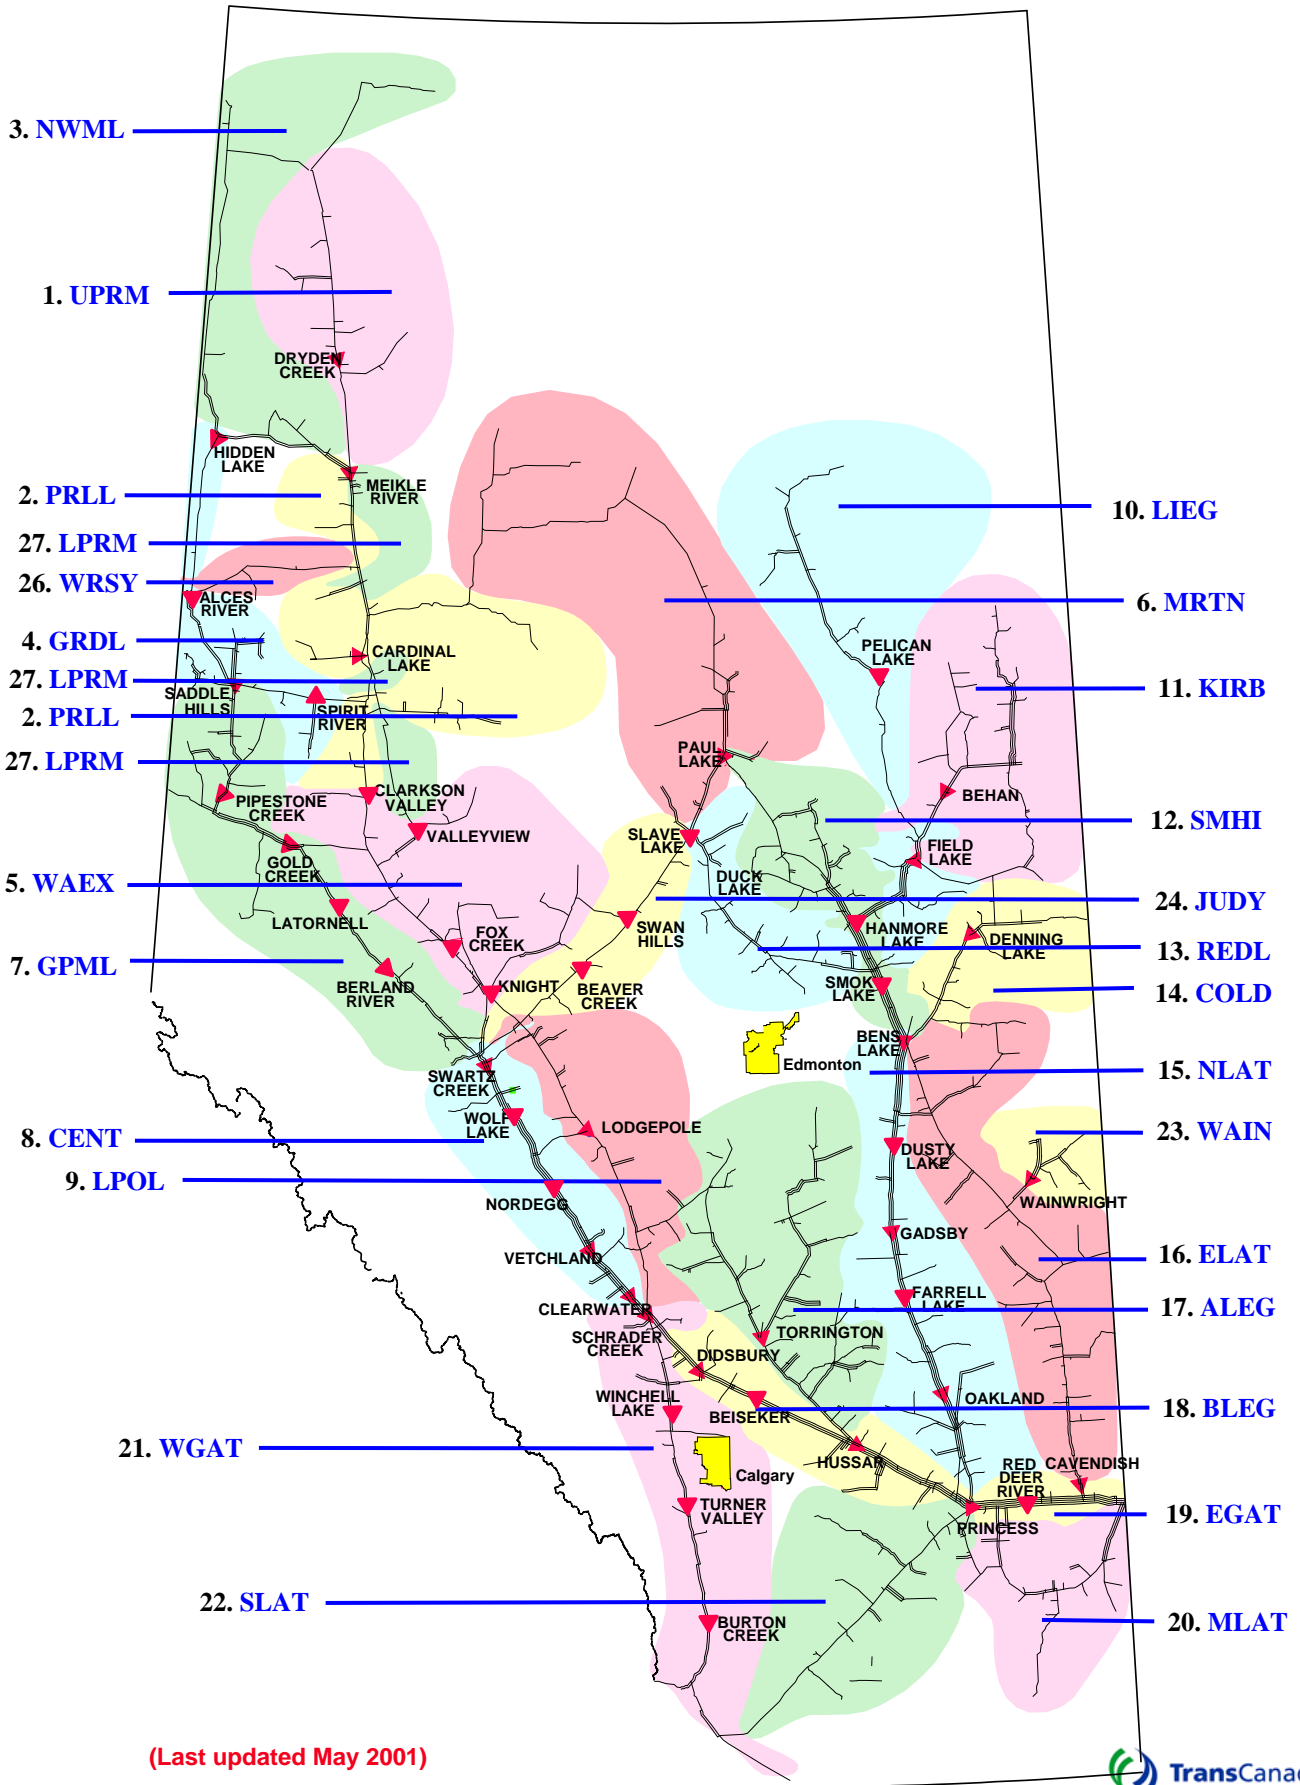 3. NWML
1. UPRM
DRYDEN
CREEK
HIDDEN
LAKE
MEIKLE
RIVER
2. PRLL
10. LIEG
27. LPRM
26. WRSY
ALCES
RIVER
6. MRTN
4. GRDL
CARDINAL
LAKE
PELICAN
LAKE
27. LPRM
SADDLE
HILLS
11. KIRB
SPIRIT
RIVER
2. PRLL
27. LPRM
PAUL
LAKE
PIPESTONE
CREEK
CLARKSON
VALLEY
BEHAN
VALLEYVIEW
SLAVE
LAKE
12. SMHI
GOLD
CREEK
FIELD
LAKE
5. WAEX
DUCK
LAKE
24. JUDY
LATORNELL
SWAN
HILLS
FOX
CREEK
HANMORE
LAKE
DENNING
LAKE
13. REDL
7. GPML
BERLAND
RIVER
KNIGHT
BEAVER
CREEK
SMOKY
LAKE
14. COLD
BENS
LAKE
Edmonton
SWARTZ
CREEK
15. NLAT
WOLF
LAKE
LODGEPOLE
8. CENT
23. WAIN
DUSTY
LAKE
9. LPOL
WAINWRIGHT
NORDEGG
GADSBY
VETCHLAND
16. ELAT
FARRELL
LAKE
CLEARWATER
17. ALEG
SCHRADER
CREEK
TORRINGTON
DIDSBURY
WINCHELL
LAKE
OAKLAND
BEISEKER
18. BLEG
21. WGAT
HUSSAR
RED
DEER
RIVER
CAVENDISH
Calgary
TURNER
VALLEY
PRINCESS
19. EGAT
22. SLAT
BURTON
CREEK
20. MLAT
(Last updated May 2001)
TransCanad